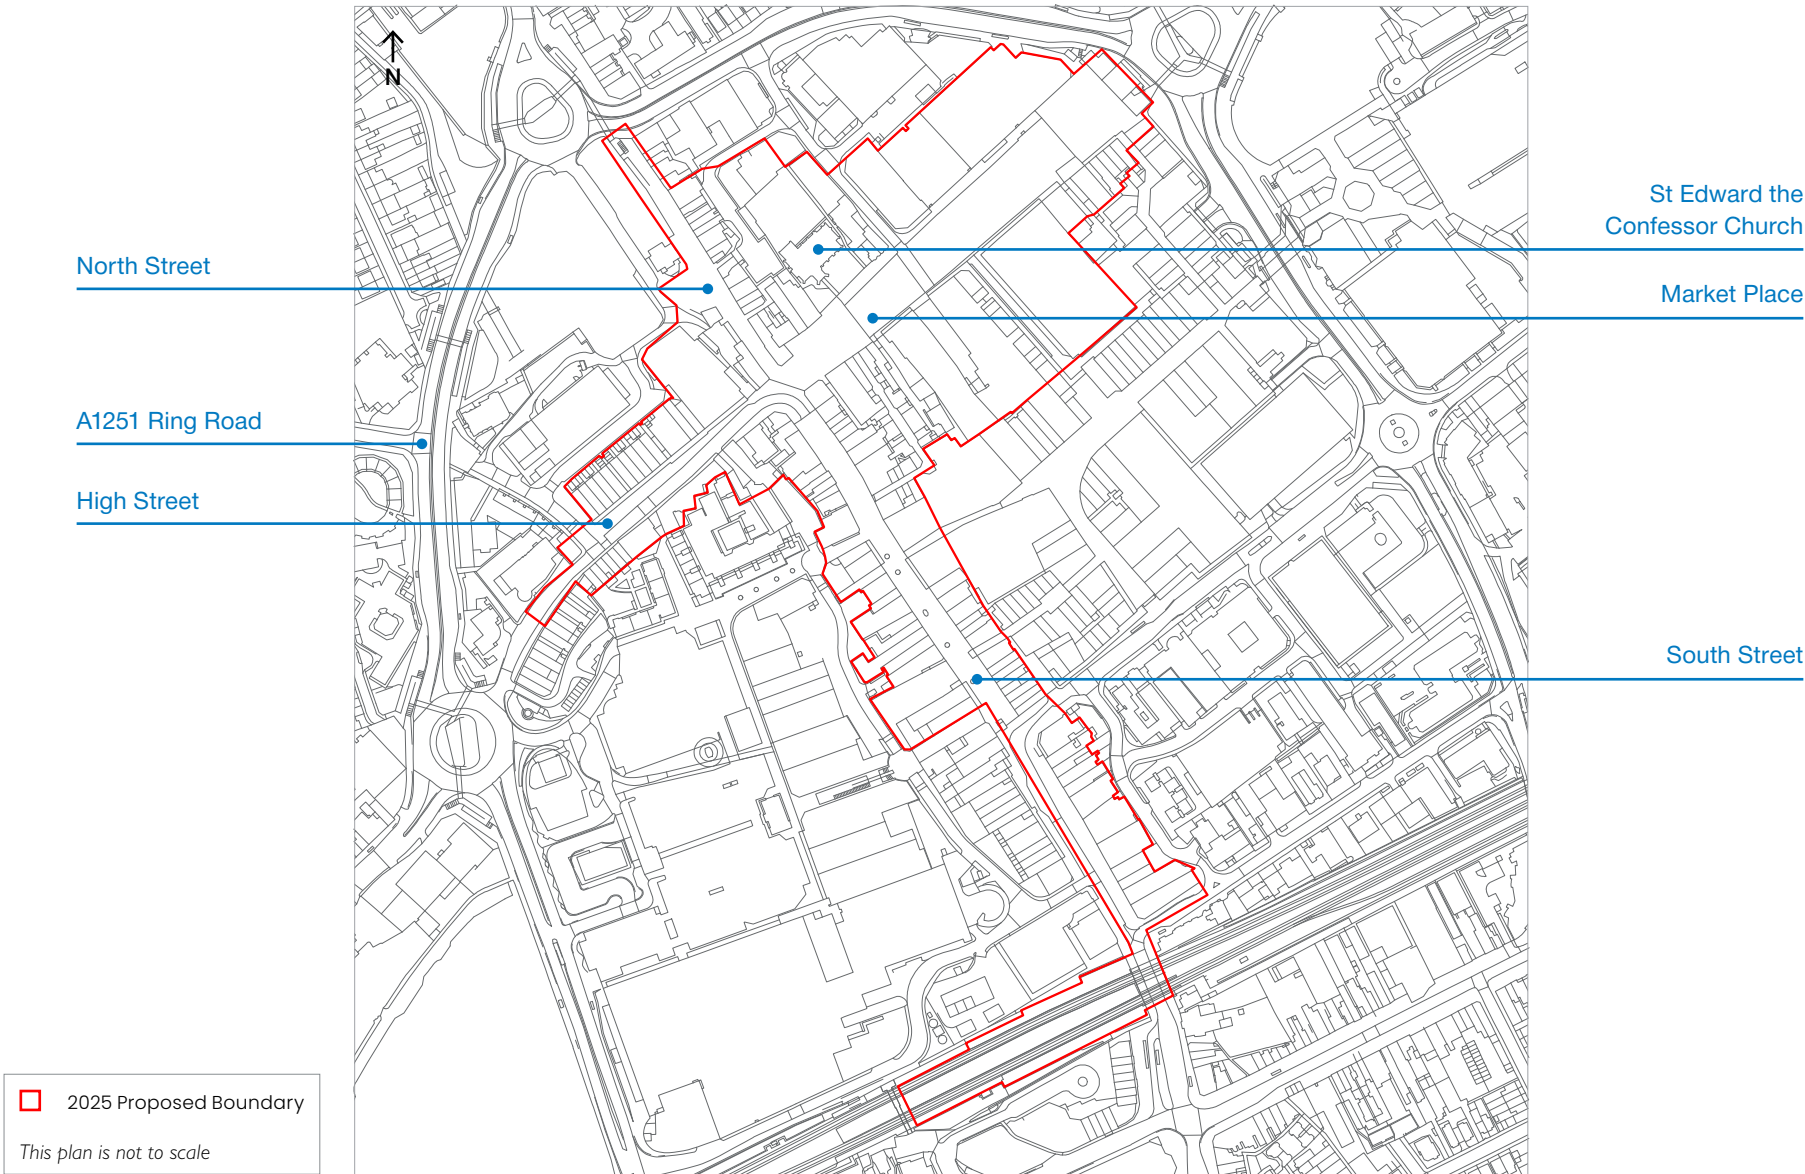 N
North Street
A1251 Ring Road
High Street
St Edward the
Confessor Church
Market Place
South Street
2025 Proposed Boundary
This plan is not to scale